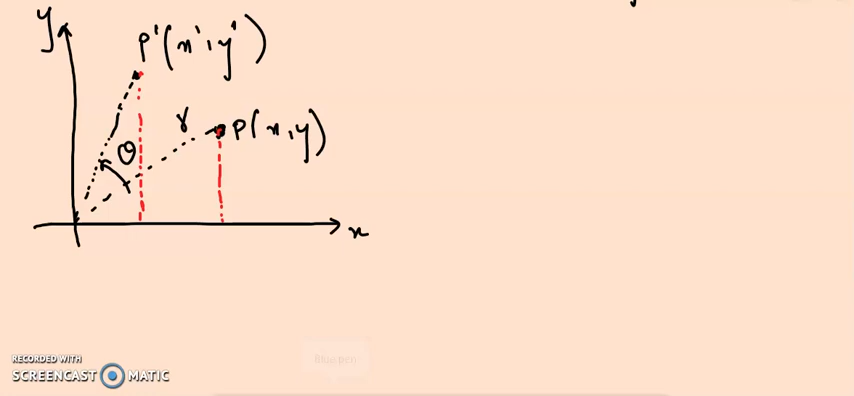 y
P'(x', y')
r
P(x, y)
θ
x
RECORDED WITH
SCREENCAST MATIC